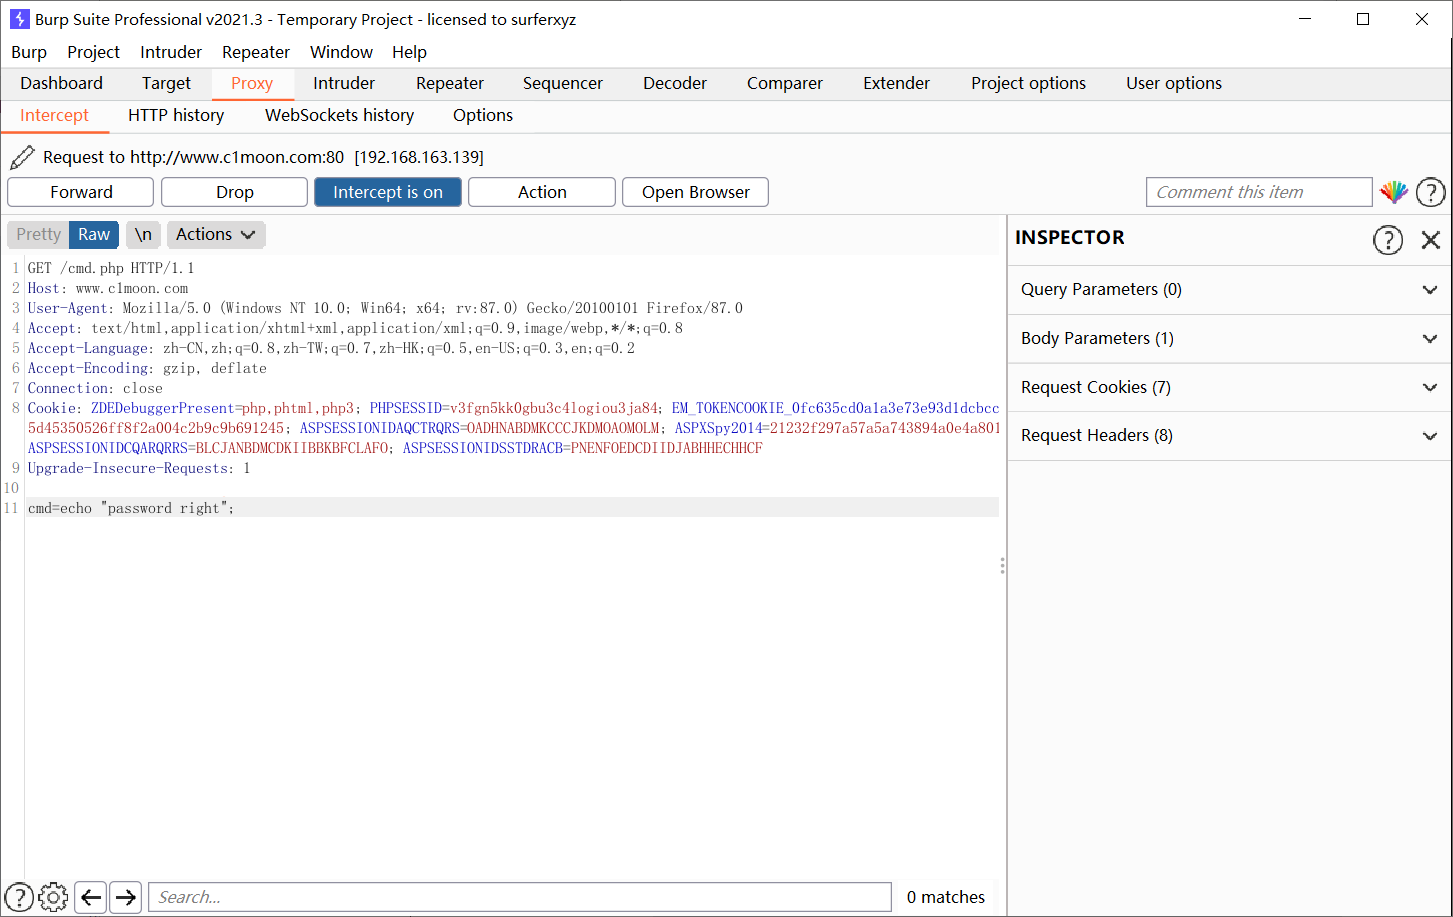 Burp Suite Professional v2021.3 - Temporary Project - licensed to surferxyz
Burp Project Intruder Repeater Window Help
Dashboard Target Proxy Intruder Repeater Sequencer Decoder Comparer Extender Project options User options
Intercept HTTP history WebSockets history Options
Request to http://www.c1moon.com:80 [192.168.163.139]
Forward Drop Intercept is on Action Open Browser Comment this item ?
Pretty Raw \n Actions
INSPECTOR ?
1 GET /cmd.php HTTP/1.1
2 Host: www.c1moon.com
3 User-Agent: Mozilla/5.0 (Windows NT 10.0; Win64; x64; rv:87.0) Gecko/20100101 Firefox/87.0
4 Accept: text/html,application/xhtml+xml,application/xml;q=0.9,image/webp,*/*;q=0.8
5 Accept-Language: zh-CN,zh;q=0.8,zh-TW;q=0.7,zh-HK;q=0.5,en-US;q=0.3,en;q=0.2
6 Accept-Encoding: gzip, deflate
7 Connection: close
8 Cookie: ZDEDebuggerPresent=php,phtml,php3; PHPSESSID=v3fgn5kk0gbu3c4logiou3ja84; EM_TOKENCOOKIE_0fc635cd0a1a3e73e93d1dcbcc
5d45350526ff8f2a004c2b9c9b691245; ASPSESSIONIDAQCTRQRS=OADHNABDMKCCCJKDMOAOMOLM; ASPXSpy2014=21232f297a57a5a743894a0e4a801
ASPSESSIONIDCQARQRRS=BLCJANBDMCDKIIBBKBFCLAFO; ASPSESSIONIDSSTDRACB=PNENFOEDCDIIDJABHHECHHCF
9 Upgrade-Insecure-Requests: 1
10
11 cmd=echo "password right";
Query Parameters (0)
Body Parameters (1)
Request Cookies (7)
Request Headers (8)
? Search... 0 matches